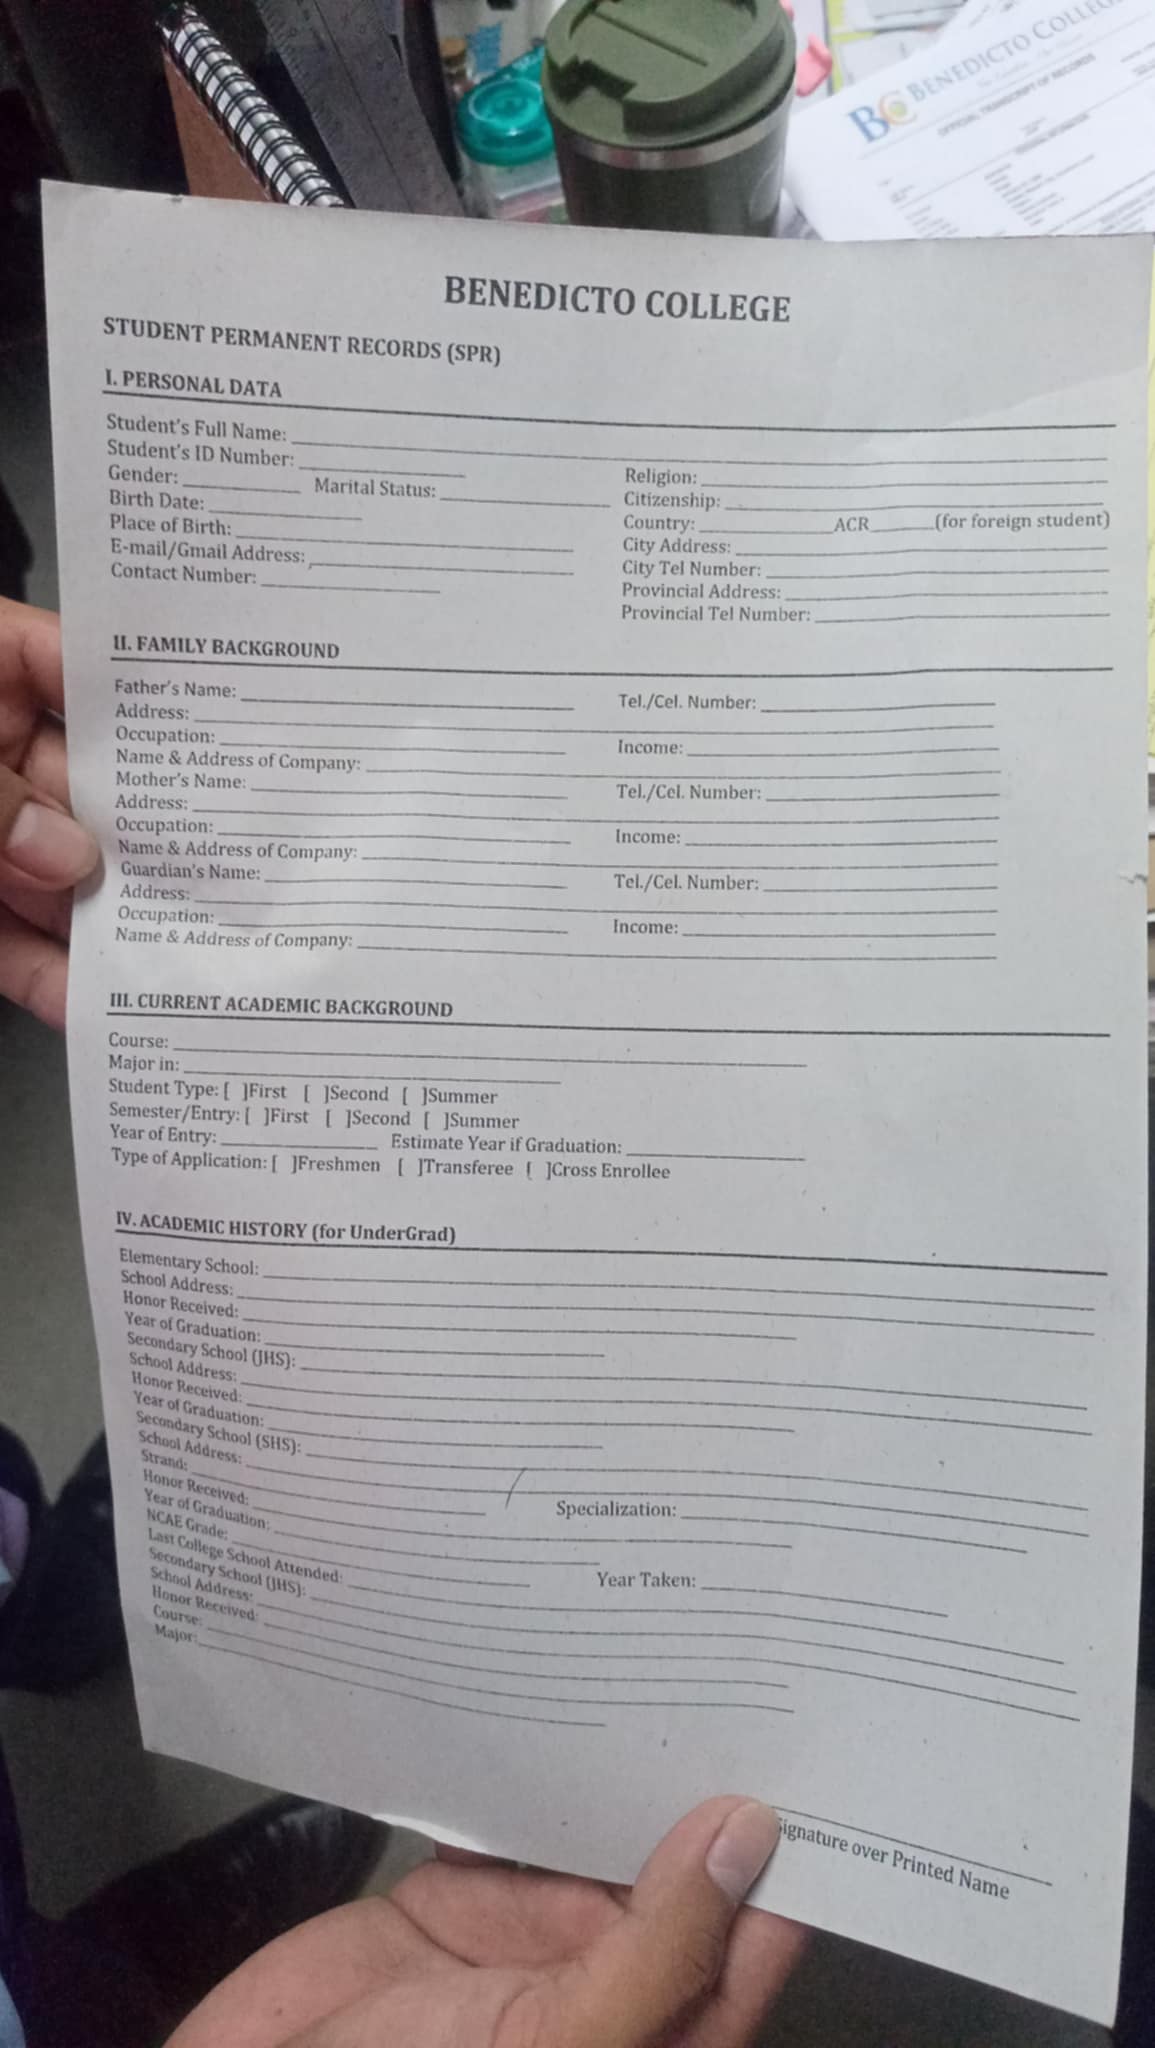 BENEDICTO COLLEGE
OFFICIAL TRANSCRIPT OF RECORDS
BENEDICTO COLLEGE
STUDENT PERMANENT RECORDS (SPR)
I. PERSONAL DATA
Student's Full Name:
Student's ID Number:
Gender: Marital Status: Religion:
Birth Date: Citizenship:
Place of Birth: Country: ACR (for foreign student)
E-mail/Gmail Address: City Address:
Contact Number: City Tel Number:
Provincial Address:
Provincial Tel Number:
II. FAMILY BACKGROUND
Father's Name: Tel./Cel. Number:
Address:
Occupation: Income:
Name & Address of Company:
Mother's Name: Tel./Cel. Number:
Address:
Occupation: Income:
Name & Address of Company:
Guardian's Name: Tel./Cel. Number:
Address:
Occupation: Income:
Name & Address of Company:
III. CURRENT ACADEMIC BACKGROUND
Course:
Major in:
Student Type: [ ]First [ ]Second [ ]Summer
Semester/Entry: [ ]First [ ]Second [ ]Summer
Year of Entry: Estimate Year if Graduation:
Type of Application: [ ]Freshmen [ ]Transferee [ ]Cross Enrollee
IV. ACADEMIC HISTORY (for UnderGrad)
Elementary School:
School Address:
Honor Received:
Year of Graduation:
Secondary School (JHS):
School Address:
Honor Received:
Year of Graduation:
Secondary School (SHS):
School Address:
Strand: Specialization:
Honor Received:
Year of Graduation:
NCAE Grade: Year Taken:
Last College School Attended:
Secondary School (JHS):
School Address:
Honor Received:
Course:
Major:
Signature over Printed Name